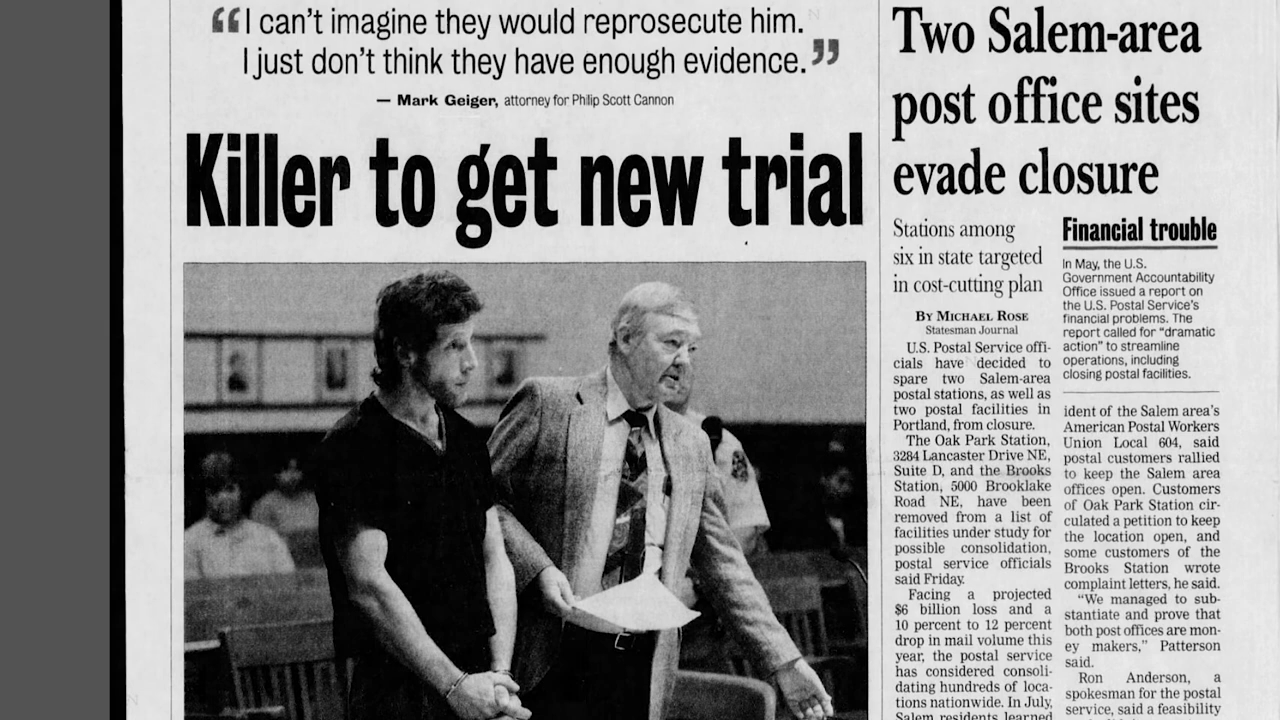 “I can’t imagine they would reprosecute him.
I just don’t think they have enough evidence.”
— Mark Geiger, attorney for Philip Scott Cannon
Killer to get new trial
Two Salem-area
post office sites
evade closure
Stations among
six in state targeted
in cost-cutting plan
BY MICHAEL ROSE
Statesman Journal
U.S. Postal Service offi-
cials have decided to
spare two Salem-area
postal stations, as well as
two postal facilities in
Portland, from closure.
The Oak Park Station,
3284 Lancaster Drive NE,
Suite D, and the Brooks
Station, 5000 Brooklake
Road NE, have been
removed from a list of
facilities under study for
possible consolidation,
postal service officials
said Friday.
Facing a projected
$6 billion loss and a
10 percent to 12 percent
drop in mail volume this
year, the postal service
has considered consoli-
dating hundreds of loca-
tions nationwide. In July,
Salem residents learned
Financial trouble
In May, the U.S.
Government Accountability
Office issued a report on
the U.S. Postal Service’s
financial problems. The
report called for “dramatic
action” to streamline
operations, including
closing postal facilities.
ident of the Salem area’s
American Postal Workers
Union Local 604, said
postal customers rallied
to keep the Salem area
offices open. Customers
of Oak Park Station cir-
culated a petition to keep
the location open, and
some customers of the
Brooks Station wrote
complaint letters, he said.
“We managed to sub-
stantiate and prove that
both post offices are mon-
ey makers,” Patterson
said.
Ron Anderson, a
spokesman for the postal
service, said a feasibility